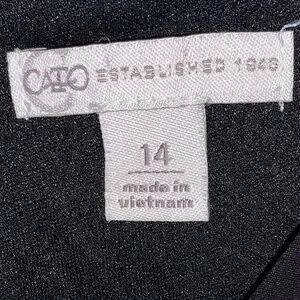 CATO ESTABLISHED 1946
14
made in
vietnam